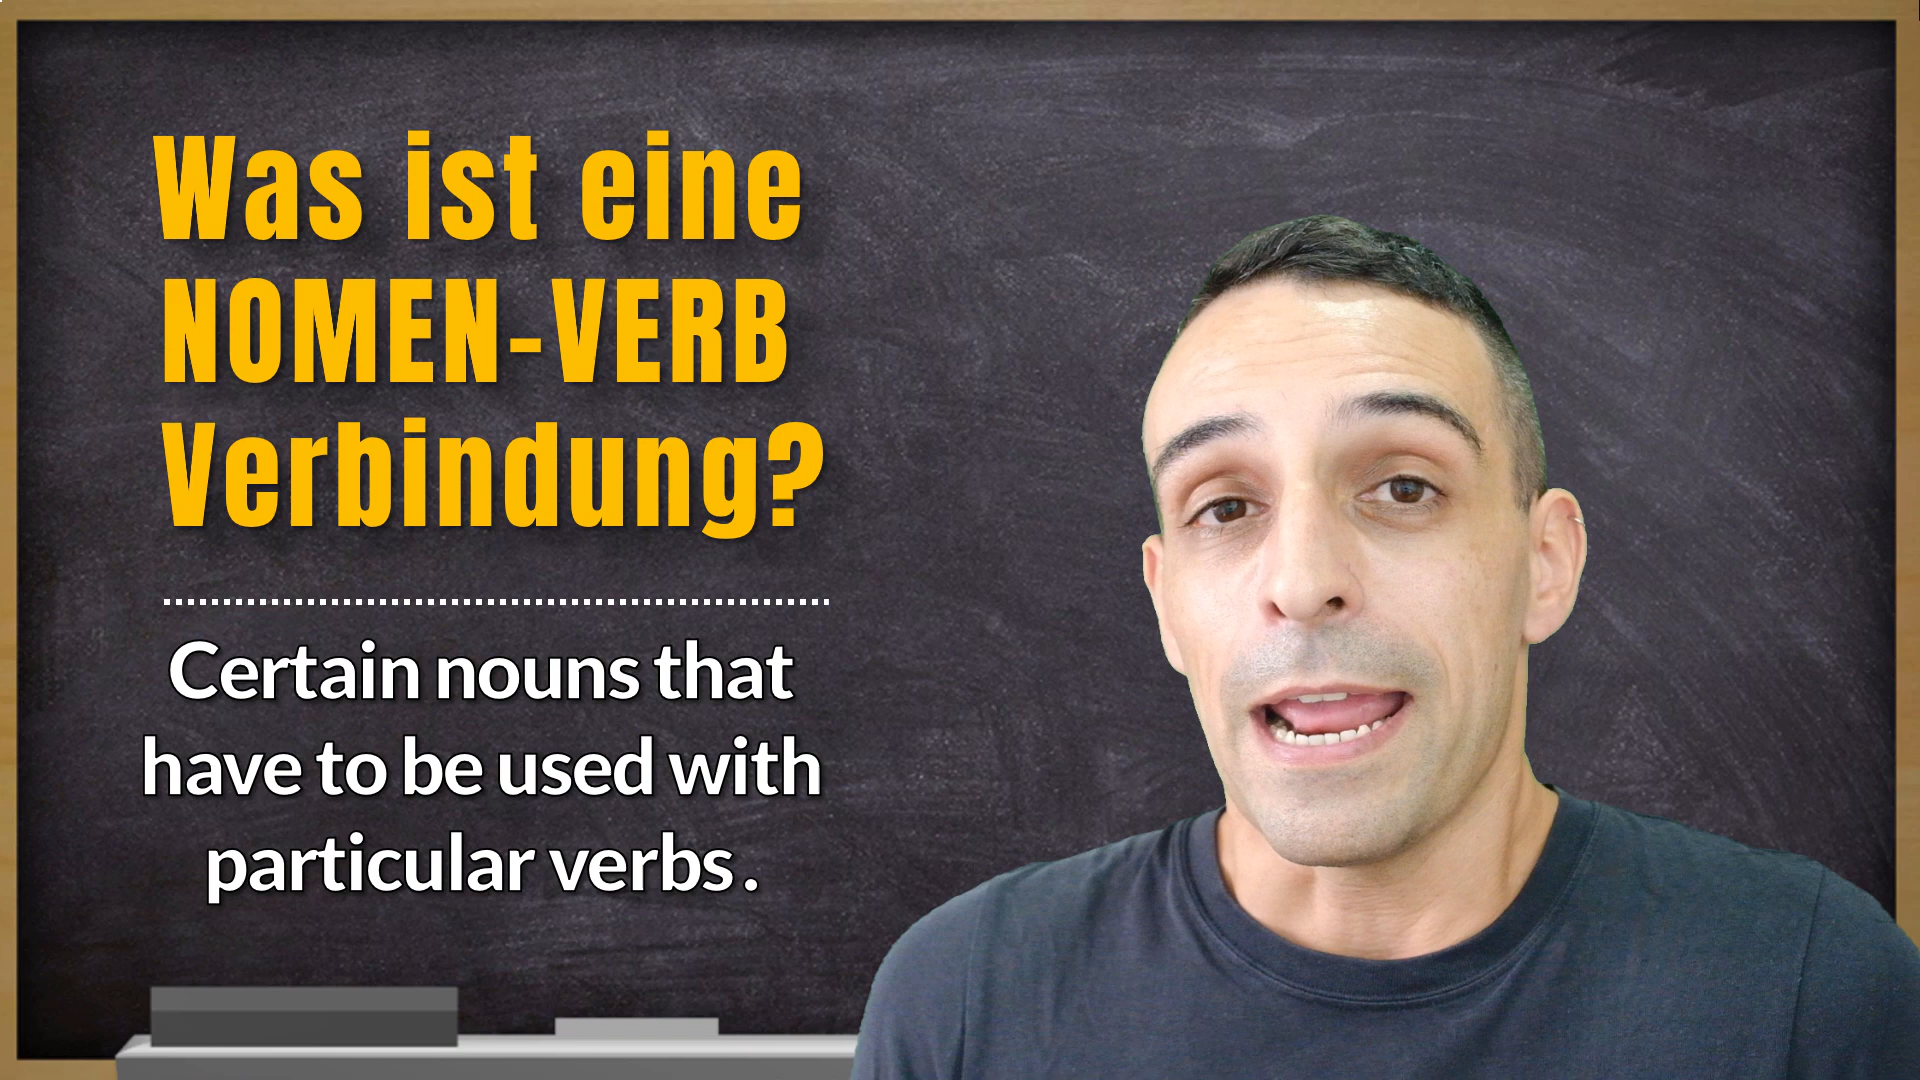 Was ist eine
NOMEN-VERB
Verbindung?
Certain nouns that
have to be used with
particular verbs.